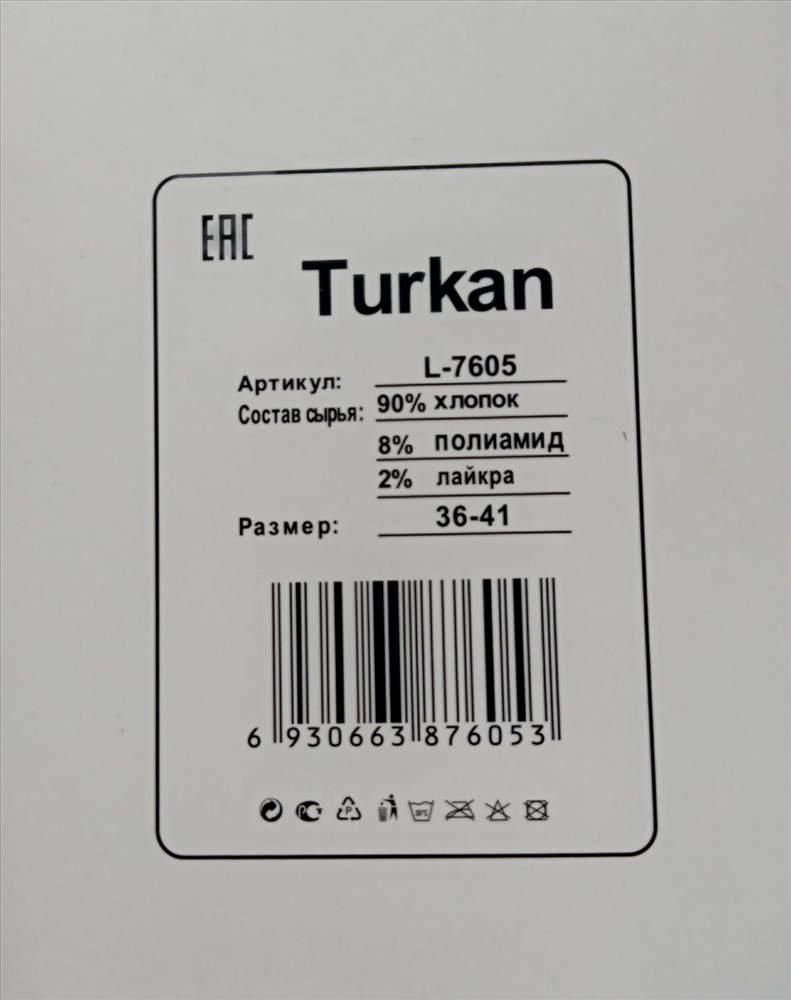 EAC
Turkan
Артикул: L-7605
Состав сырья: 90% хлопок
8% полиамид
2% лайкра
Размер: 36-41
6 930663 876053